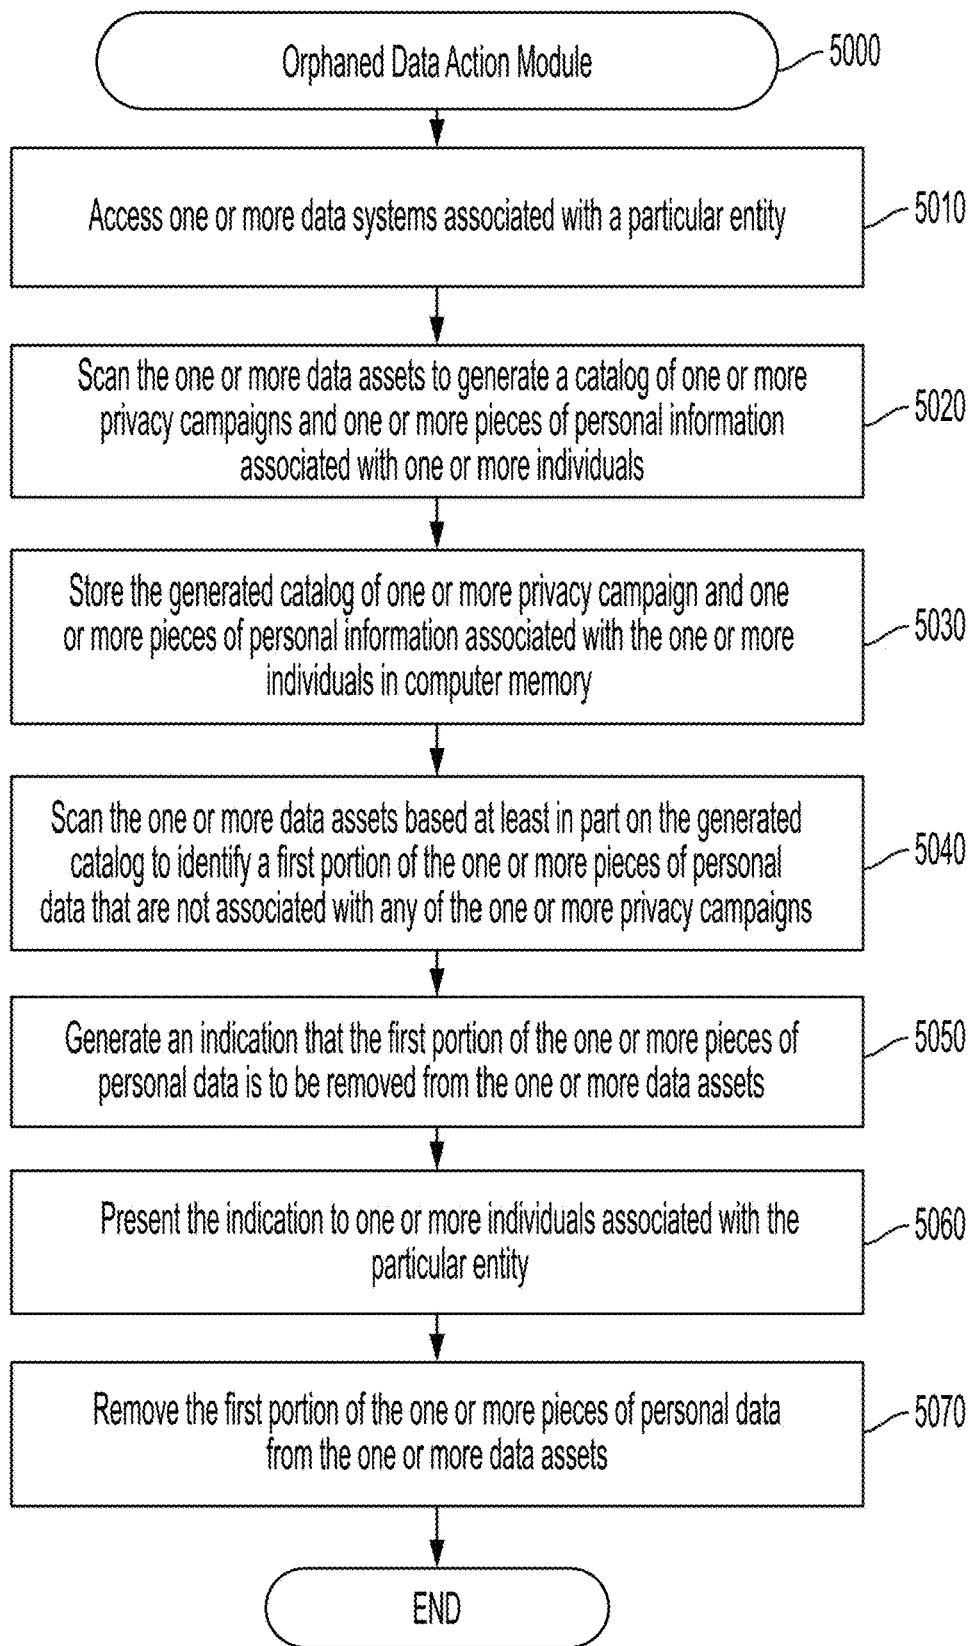 Orphaned Data Action Module
5000
Access one or more data systems associated with a particular entity
5010
Scan the one or more data assets to generate a catalog of one or more
privacy campaigns and one or more pieces of personal information
associated with one or more individuals
5020
Store the generated catalog of one or more privacy campaign and one
or more pieces of personal information associated with the one or more
individuals in computer memory
5030
Scan the one or more data assets based at least in part on the generated
catalog to identify a first portion of the one or more pieces of personal
data that are not associated with any of the one or more privacy campaigns
5040
Generate an indication that the first portion of the one or more pieces of
personal data is to be removed from the one or more data assets
5050
Present the indication to one or more individuals associated with the
particular entity
5060
Remove the first portion of the one or more pieces of personal data
from the one or more data assets
5070
END